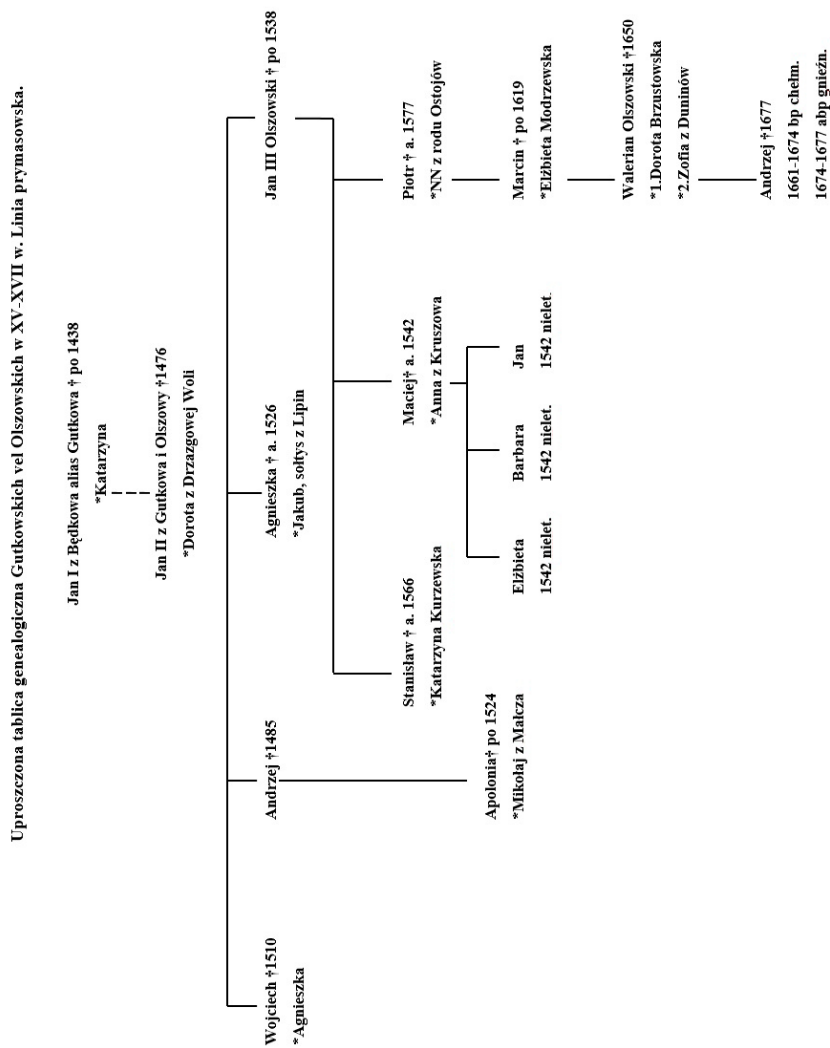 Uproszczona tablica genealogiczna Gutkowskich vel Olszowskich w XV-XVII w. Linia prymasowska.
Jan I z Będkowa alias Gutkowa † po 1438
*Katarzyna
Jan II z Gutkowa i Olszowy †1476
*Dorota z Drzazgowej Woli
Wojciech †1510
*Agnieszka
Andrzej †1485
Agnieszka † a. 1526
*Jakub, sołtys z Lipin
Jan III Olszowski † po 1538
Stanisław † a. 1566
*Katarzyna Kurzewska
Maciej† a. 1542
*Anna z Kruszowa
Piotr † a. 1577
*NN z rodu Ostojów
Apolonia† po 1524
*Mikołaj z Małcza
Elżbieta
1542 nielet.
Barbara
1542 nielet.
Jan
1542 nielet.
Marcin † po 1619
*Elżbieta Modrzewska
Walerian Olszowski †1650
*1.Dorota Brzustowska
*2.Zofia z Duninów
Andrzej †1677
1661-1674 bp chełm.
1674-1677 abp gnieźn.